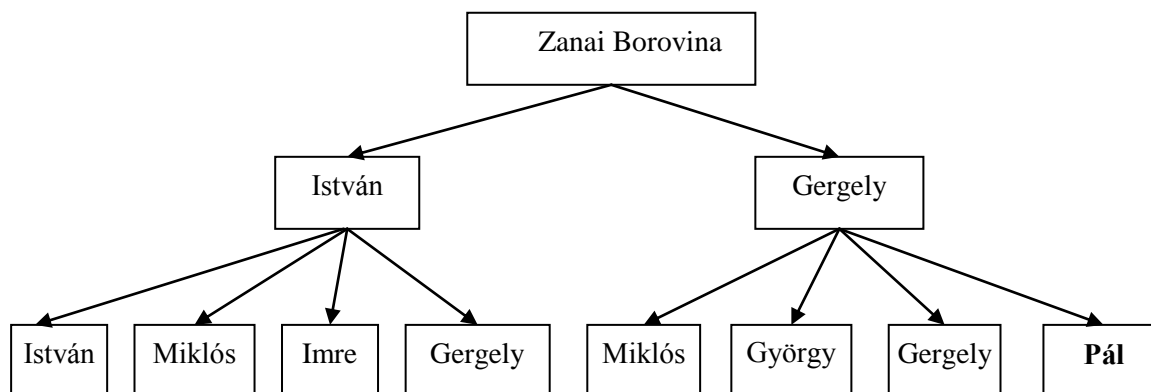 Zanai Borovina
István
Gergely
István
Miklós
Imre
Gergely
Miklós
György
Gergely
Pál